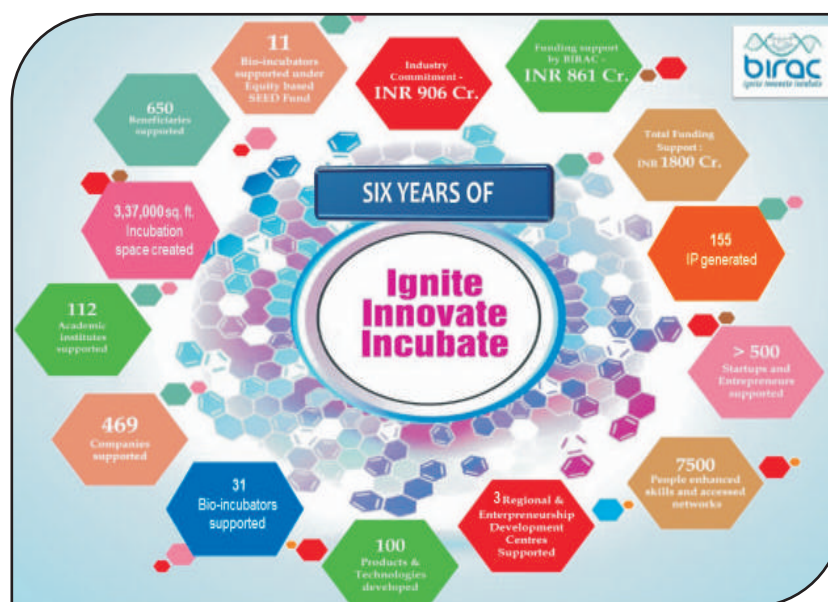 11
Bio-incubators
supported under
Equity based
SEED Fund
Industry
Commitment -
INR 906 Cr.
Funding support
by BIRAC -
INR 861 Cr.
birac
ignite innovate incubate
650
Beneficiaries
supported
Total Funding
Support :
INR 1800 Cr.
SIX YEARS OF
3,37,000 sq. ft.
Incubation
space created
155
IP generated
Ignite
Innovate
Incubate
112
Academic
institutes
supported
> 500
Startups and
Entrepreneurs
supported
469
Companies
supported
7500
People enhanced
skills and accessed
networks
31
Bio-incubators
supported
3 Regional &
Enterpreneurship
Development
Centres
Supported
100
Products &
Technologies
developed